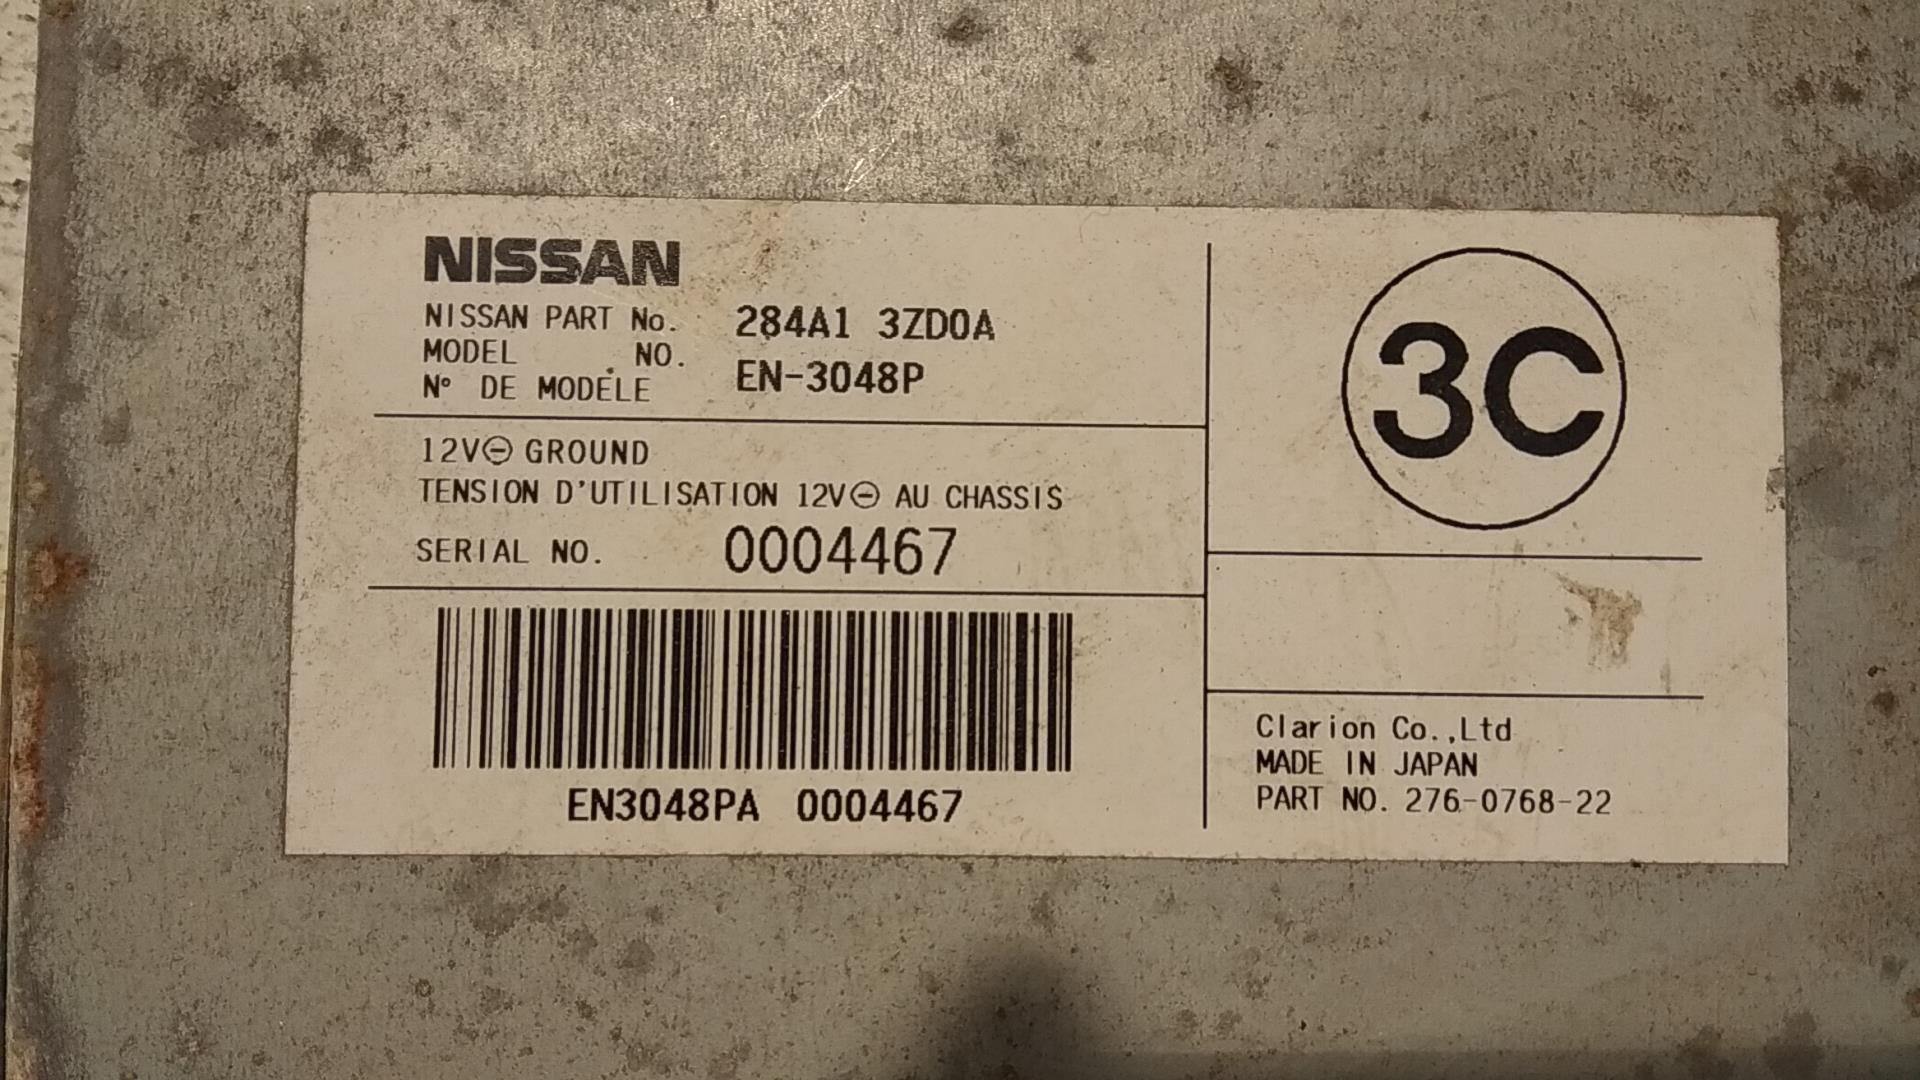 NISSAN
NISSAN PART No. 284A1 3ZD0A
MODEL NO. EN-3048P
N° DE MODÈLE
12V⊖ GROUND
TENSION D'UTILISATION 12V⊖ AU CHASSIS
SERIAL NO. 0004467
EN3048PA 0004467
3C
Clarion Co.,Ltd
MADE IN JAPAN
PART NO. 276-0768-22